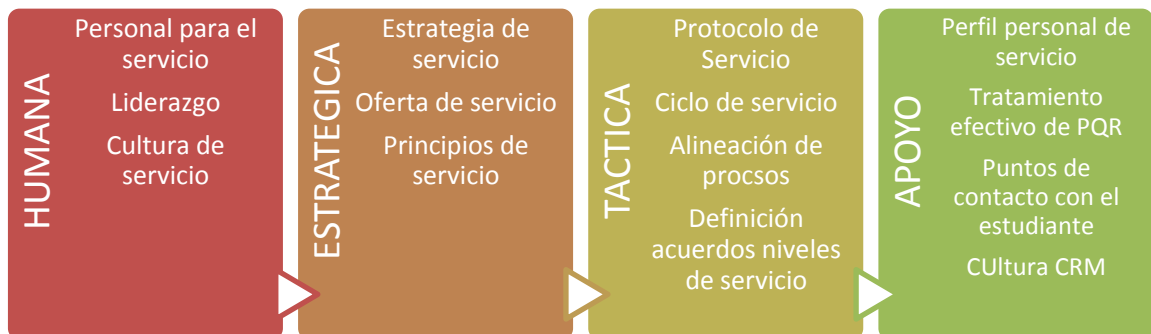 HUMANA
Personal para el
servicio
Liderazgo
Cultura de
servicio
ESTRATEGICA
Estrategia de
servicio
Oferta de servicio
Principios de
servicio
TACTICA
Protocolo de
Servicio
Ciclo de servicio
Alineación de
procsos
Definición
acuerdos niveles
de servicio
APOYO
Perfil personal de
servicio
Tratamiento
efectivo de PQR
Puntos de
contacto con el
estudiante
CUltura CRM